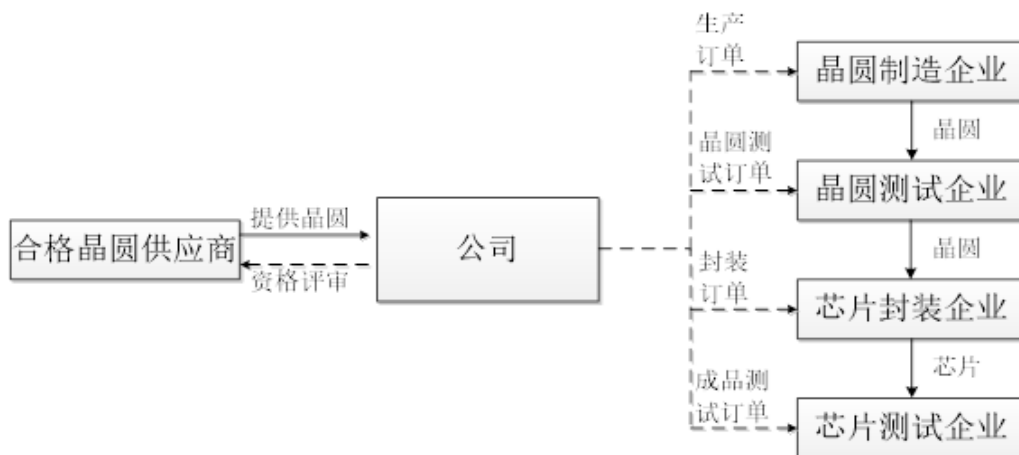 生产
订单
晶圆制造企业
晶圆
晶圆测
试订单
晶圆测试企业
提供晶圆
合格晶圆供应商
公司
资格评审
晶圆
封装
订单
芯片封装企业
芯片
成品测
试订单
芯片测试企业